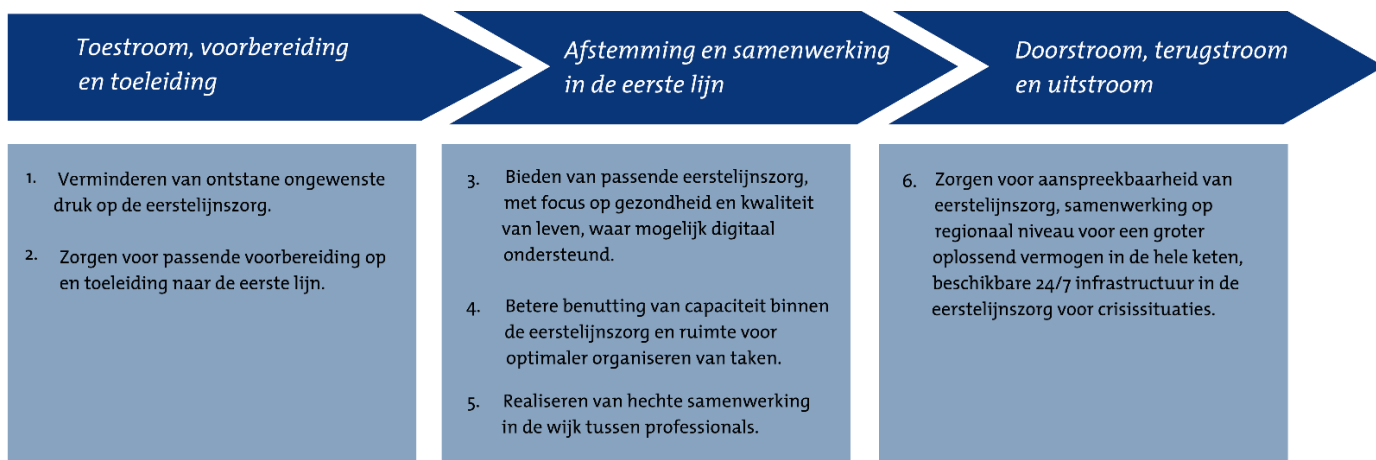 Toestroom, voorbereiding
en toeleiding
Afstemming en samenwerking
in de eerste lijn
Doorstroom, terugstroom
en uitstroom
1. Verminderen van ontstane ongewenste
druk op de eerstelijnszorg.
2. Zorgen voor passende voorbereiding op
en toeleiding naar de eerste lijn.
3. Bieden van passende eerstelijnszorg,
met focus op gezondheid en kwaliteit
van leven, waar mogelijk digitaal
ondersteund.
4. Betere benutting van capaciteit binnen
de eerstelijnszorg en ruimte voor
optimaler organiseren van taken.
5. Realiseren van hechte samenwerking
in de wijk tussen professionals.
6. Zorgen voor aanspreekbaarheid van
eerstelijnszorg, samenwerking op
regionaal niveau voor een groter
oplossend vermogen in de hele keten,
beschikbare 24/7 infrastructuur in de
eerstelijnszorg voor crisissituaties.